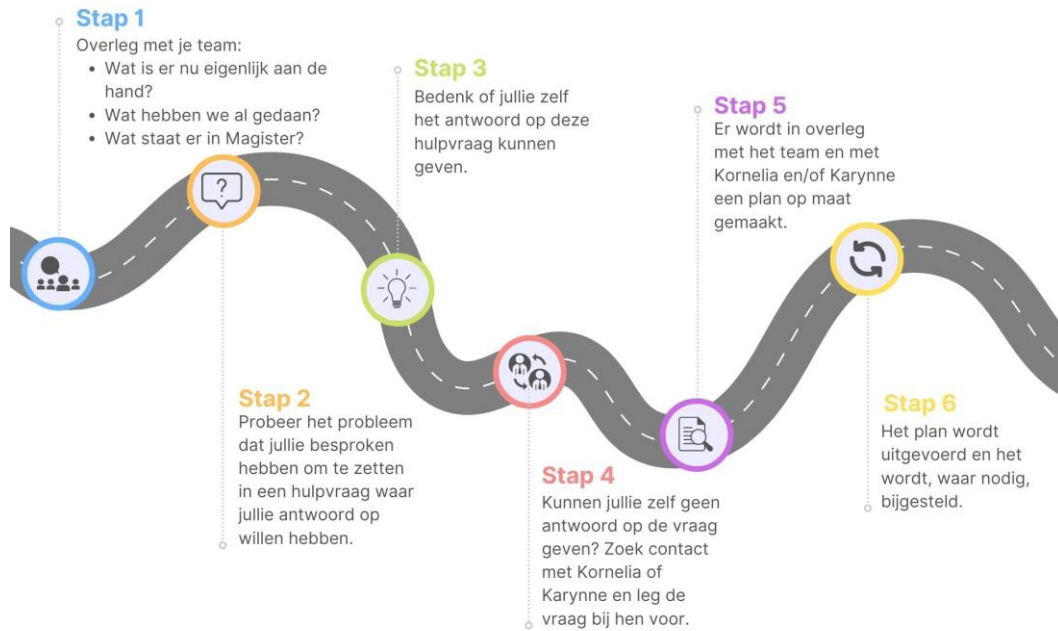 Stap 1
Overleg met je team:
• Wat is er nu eigenlijk aan de
hand?
• Wat hebben we al gedaan?
• Wat staat er in Magister?
?
Stap 2
Probeer het probleem
dat jullie besproken
hebben om te zetten
in een hulpvraag waar
jullie antwoord op
willen hebben.
Stap 3
Bedenk of jullie zelf
het antwoord op deze
hulpvraag kunnen
geven.
Stap 4
Kunnen jullie zelf geen
antwoord op de vraag
geven? Zoek contact
met Kornelia of
Karynne en leg de
vraag bij hen voor.
Stap 5
Er wordt in overleg
met het team en met
Kornelia en/of Karynne
een plan op maat
gemaakt.
Stap 6
Het plan wordt
uitgevoerd en het
wordt, waar nodig,
bijgesteld.